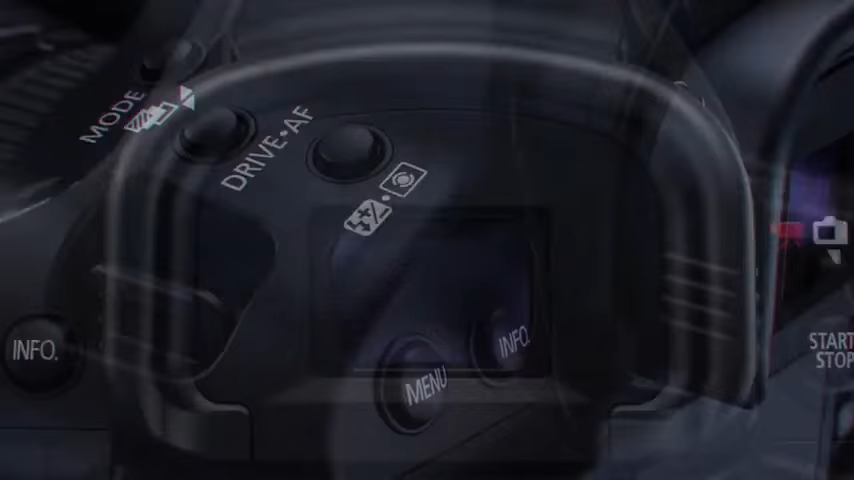 MODE
DRIVE•AF
INFO.
MENU
INFO.
START
STOP